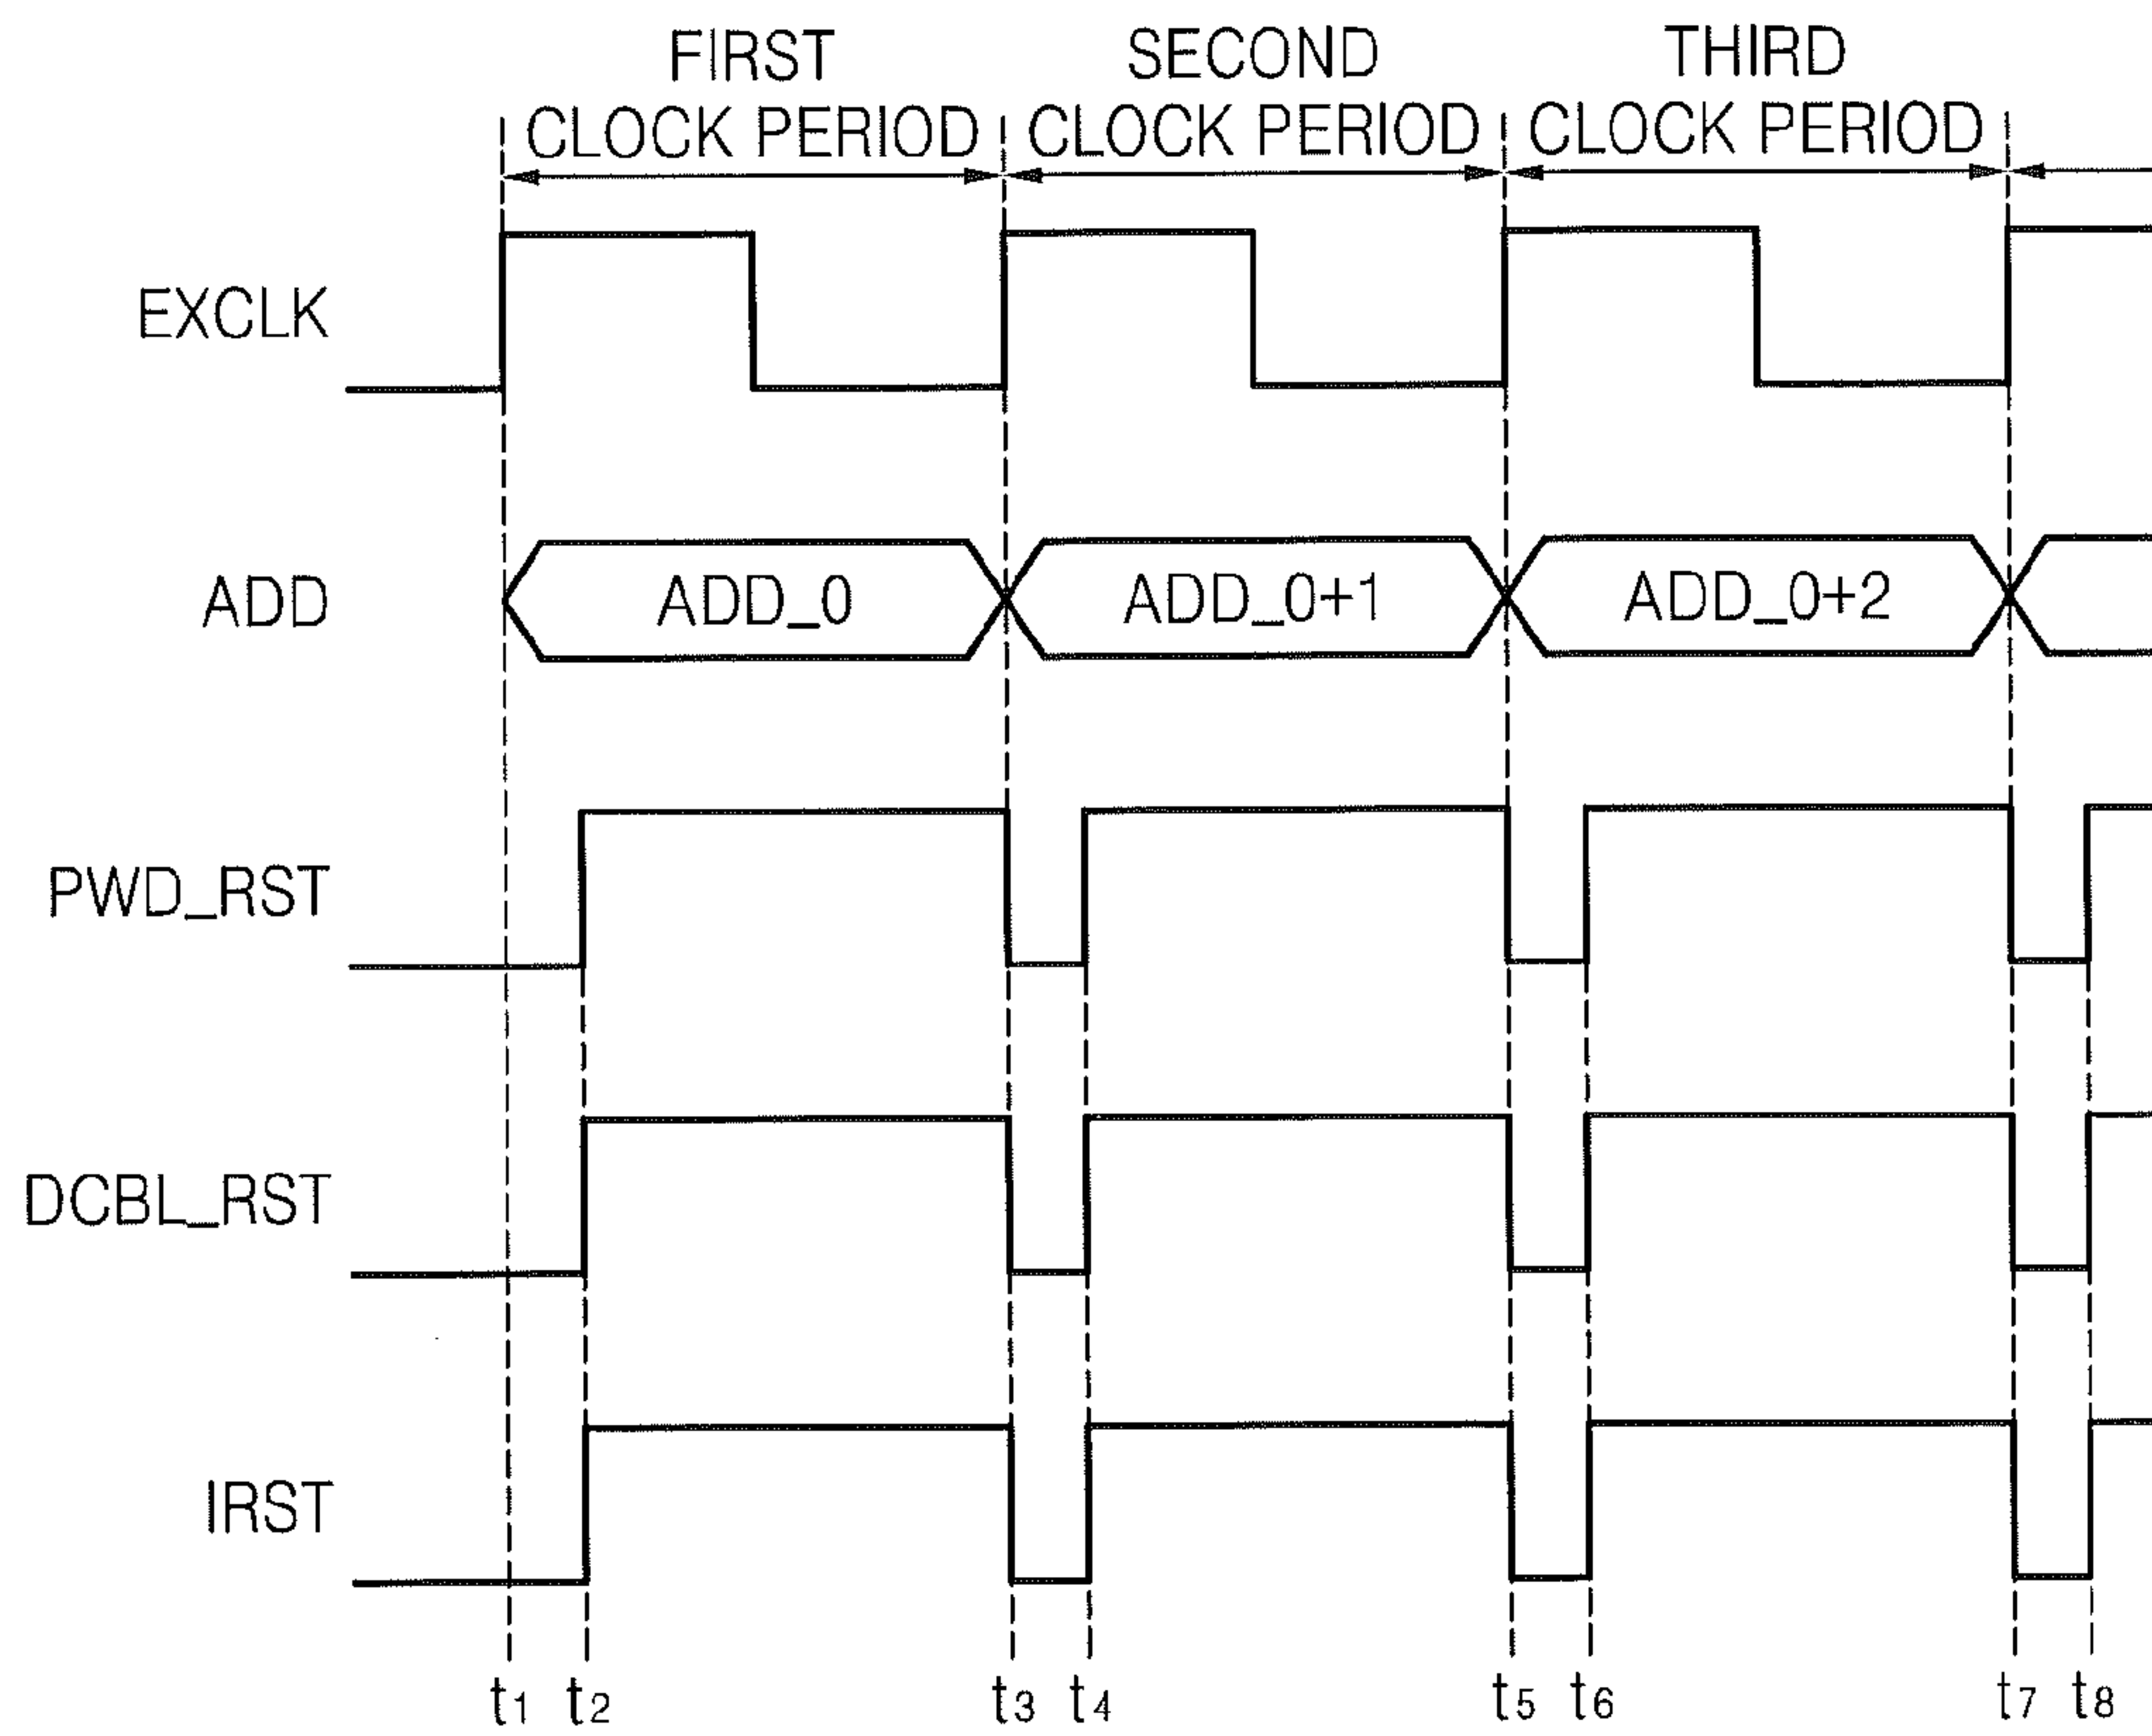 FIRST
CLOCK PERIOD
SECOND
CLOCK PERIOD
THIRD
CLOCK PERIOD
EXCLK
ADD
ADD_0
ADD_0+1
ADD_0+2
PWD_RST
DCBL_RST
IRST
t1
t2
t3
t4
t5
t6
t7
t8